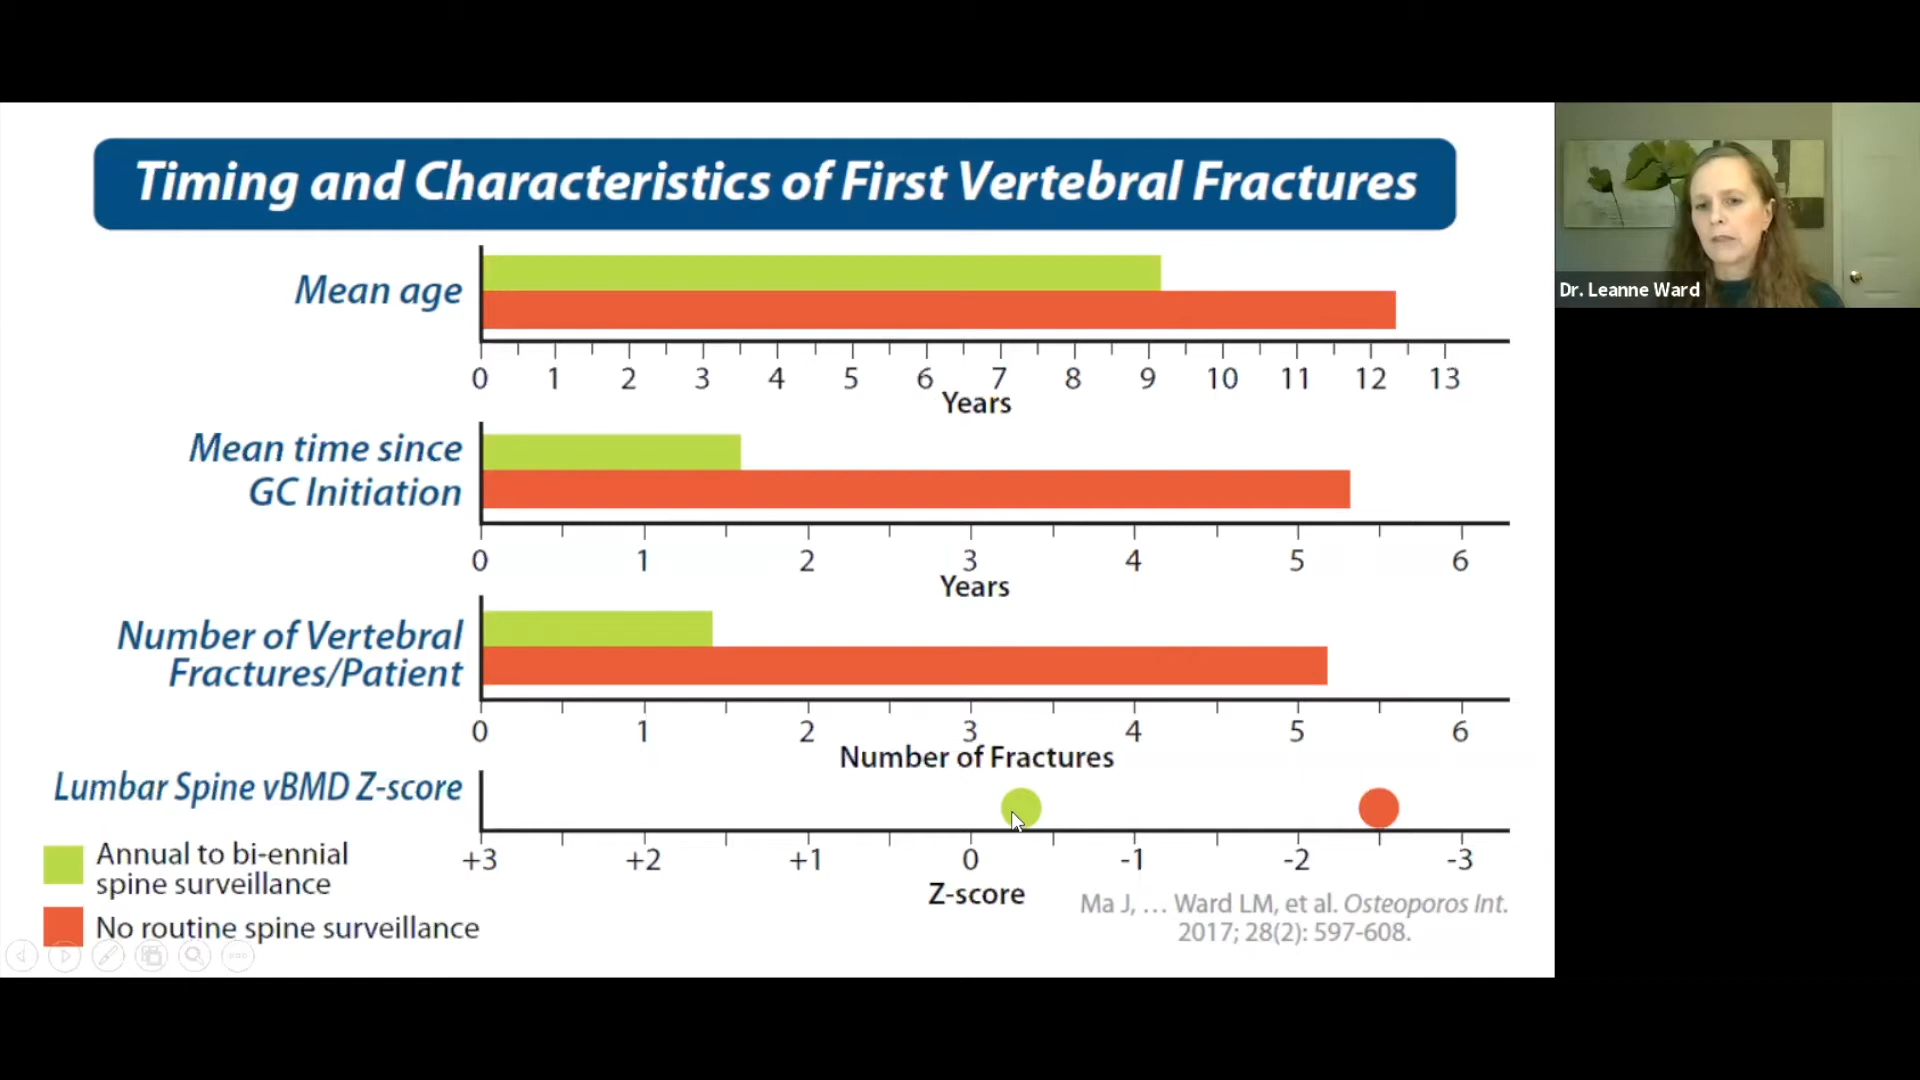 Timing and Characteristics of First Vertebral Fractures
Mean age
0 1 2 3 4 5 6 7 8 9 10 11 12 13
Years
Mean time since
GC Initiation
0 1 2 3 4 5 6
Years
Number of Vertebral
Fractures/Patient
0 1 2 3 4 5 6
Number of Fractures
Lumbar Spine vBMD Z-score
+3 +2 +1 0 -1 -2 -3
Z-score
Annual to bi-ennial
spine surveillance
No routine spine surveillance
Ma J, … Ward LM, et al. Osteoporos Int.
2017; 28(2): 597-608.
Dr. Leanne Ward